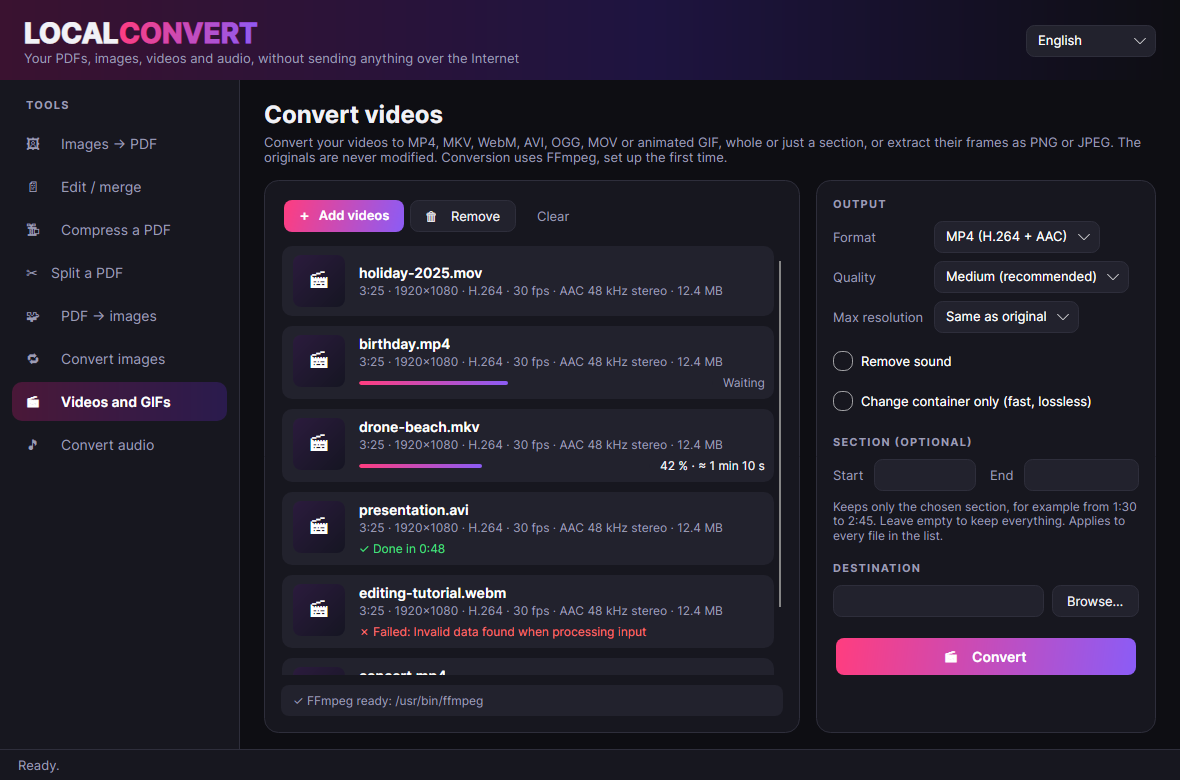 LOCALCONVERT
Your PDFs, images, videos and audio, without sending anything over the Internet
English
TOOLS
Images → PDF
Edit / merge
Compress a PDF
Split a PDF
PDF → images
Convert images
Videos and GIFs
Convert audio
Convert videos
Convert your videos to MP4, MKV, WebM, AVI, OGG, MOV or animated GIF, whole or just a section, or extract their frames as PNG or JPEG. The
originals are never modified. Conversion uses FFmpeg, set up the first time.
+ Add videos
Remove
Clear
holiday-2025.mov
3:25 · 1920×1080 · H.264 · 30 fps · AAC 48 kHz stereo · 12.4 MB
birthday.mp4
3:25 · 1920×1080 · H.264 · 30 fps · AAC 48 kHz stereo · 12.4 MB
Waiting
drone-beach.mkv
3:25 · 1920×1080 · H.264 · 30 fps · AAC 48 kHz stereo · 12.4 MB
42 % · ≈ 1 min 10 s
presentation.avi
3:25 · 1920×1080 · H.264 · 30 fps · AAC 48 kHz stereo · 12.4 MB
✓ Done in 0:48
editing-tutorial.webm
3:25 · 1920×1080 · H.264 · 30 fps · AAC 48 kHz stereo · 12.4 MB
× Failed: Invalid data found when processing input
concert.mp4
✓ FFmpeg ready: /usr/bin/ffmpeg
OUTPUT
Format
MP4 (H.264 + AAC)
Quality
Medium (recommended)
Max resolution
Same as original
Remove sound
Change container only (fast, lossless)
SECTION (OPTIONAL)
Start
End
Keeps only the chosen section, for example from 1:30
to 2:45. Leave empty to keep everything. Applies to
every file in the list.
DESTINATION
Browse...
Convert
Ready.